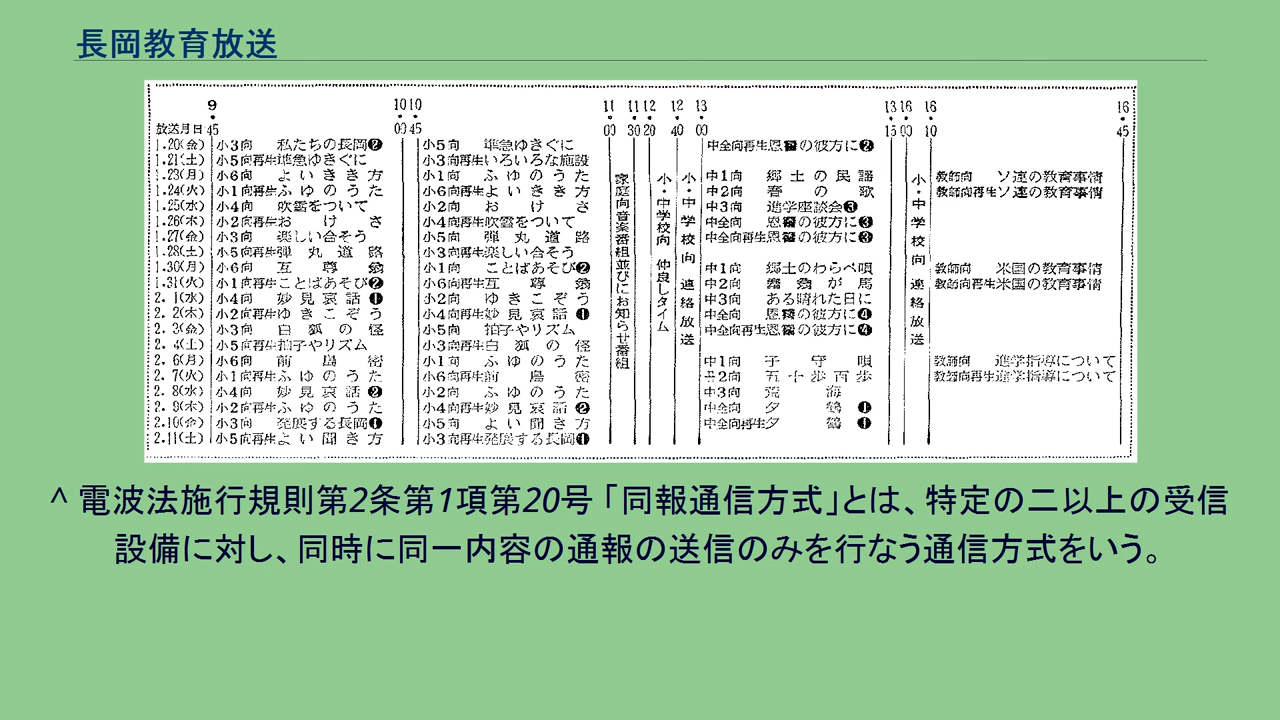 長岡教育放送
9 10 10 11 11 12 12 13 13 16 16 16
放送月日 45 00 45 00 30 20 40 00 15 00 10 45
1.20(金) 小3向 私たちの長岡❷ 小5向 準急ゆきぐに 中全向再生 の彼方に❷
1.21(土) 小5向再生準急ゆきぐに 小3向再生いろいろな施設
1.23(月) 小6向 よいきき方 小1向 ふゆのうた 中1向 郷土の民謡 教師向 ソ連の教育事情
1.24(火) 小1向再生ふゆのうた 小6向再生よいきき方 中2向 春の歌 教師向再生ソ連の教育事情
1.25(水) 小4向 吹雪をついて 小2向 おけさ 中3向 進学座談会❸
1.26(木) 小2向再生おけさ 小4向再生吹雪をついて 中全向 の彼方に❸
1.27(金) 小3向 楽しい合そう 小5向 弾丸道路 中全向再生 の彼方に❸
1.28(土) 小5向再生弾丸道路 小3向再生楽しい合そう
1.30(月) 小6向 互尊翁 小1向 ことばあそび❷ 中1向 郷土のわらべ唄 教師向 米国の教育事情
1.31(火) 小1向再生ことばあそび❷ 小6向再生互尊翁 中2向 が馬 教師向再生米国の教育事情
2.1(水) 小4向 妙見哀話❶ 小2向 ゆきこぞう 中3向 ある晴れた日に
2.2(木) 小2向再生ゆきこぞう 小4向再生妙見哀話❶ 中全向 の彼方に❹
2.3(金) 小3向 白狐の怪 小5向 拍子やリズム 中全向再生 の彼方に❹
2.4(土) 小5向再生拍子やリズム 小3向再生白狐の怪
2.6(月) 小6向 前島密 小1向 ふゆのうた 中1向 子守唄 教師向 進学指導について
2.7(火) 小1向再生ふゆのうた 小6向再生前島密 中2向 五十歩百歩 教師向再生進学指導について
2.8(水) 小4向 妙見哀話❷ 小2向 ふゆのうた 中3向 荒海
2.9(木) 小2向再生ふゆのうた 小4向再生妙見哀話❷ 中全向 夕鶴❶
2.10(金) 小3向 発展する長岡❶ 小5向 よい聞き方 中全向再生夕鶴❶
2.11(土) 小5向再生よい聞き方 小3向再生発展する長岡❶
家庭向音楽番組並びにお知らせ番組
小・中学校向 仲良しタイム
小・中学校向 連絡放送
小・中学校向 連絡放送
^ 電波法施行規則第2条第1項第20号「同報通信方式」とは、特定の二以上の受信
設備に対し、同時に同一内容の通報の送信のみを行なう通信方式をいう。